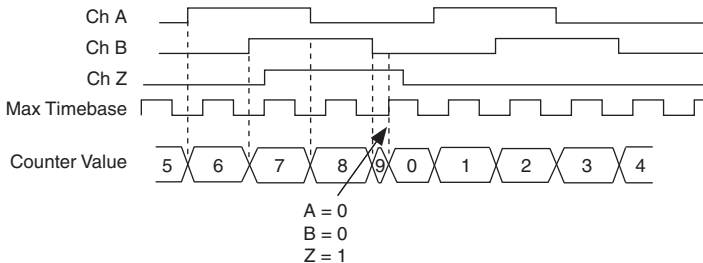 Ch A
Ch B
Ch Z
Max Timebase
Counter Value 5 6 7 8 9 0 1 2 3 4
A = 0
B = 0
Z = 1